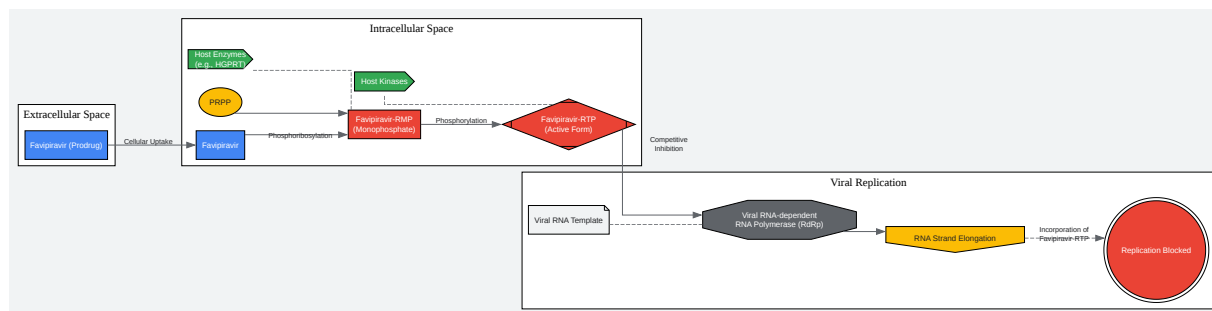 Intracellular Space
Host Enzymes
(e.g., HGPRT)
Host Kinases
PRPP
Extracellular Space
Favipiravir-RMP
(Monophosphate)
Phosphorylation
Favipiravir-RTP
(Active Form)
Favipiravir (Prodrug)
Cellular Uptake
Favipiravir
Phosphoribosylation
Competitive
Inhibition
Viral Replication
Viral RNA Template
Viral RNA-dependent
RNA Polymerase (RdRp)
RNA Strand Elongation
Incorporation of
Favipiravir-RTP
Replication Blocked